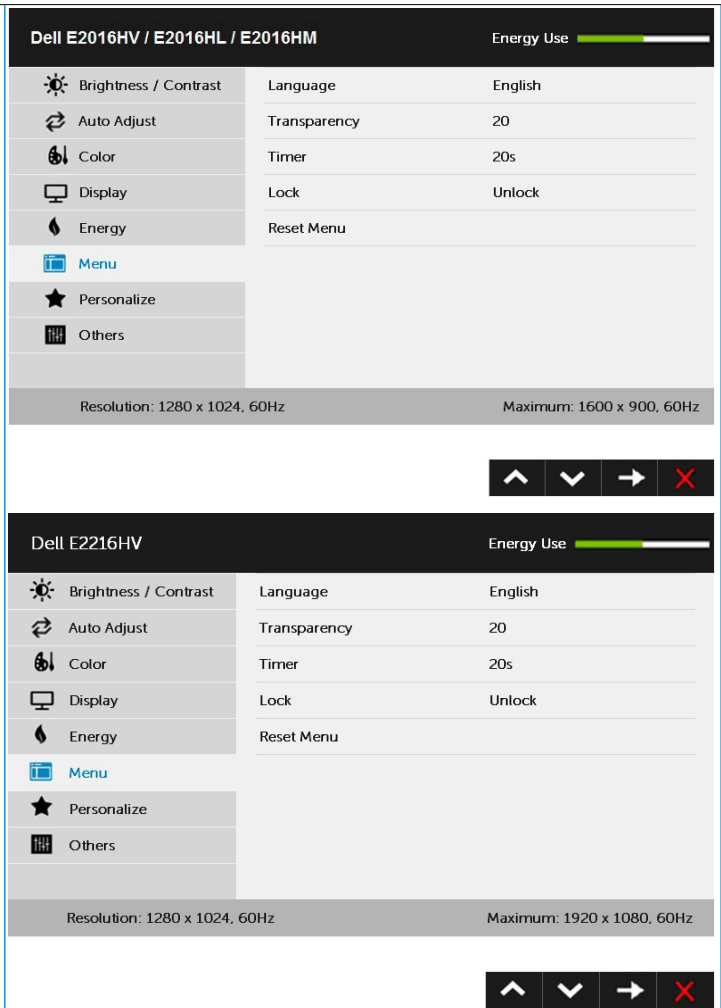 Dell E2016HV / E2016HL / E2016HM Energy Use
Brightness / Contrast Language English
Auto Adjust Transparency 20
Color Timer 20s
Display Lock Unlock
Energy Reset Menu
Menu
Personalize
Others
Resolution: 1280 x 1024, 60Hz Maximum: 1600 x 900, 60Hz
Dell E2216HV Energy Use
Brightness / Contrast Language English
Auto Adjust Transparency 20
Color Timer 20s
Display Lock Unlock
Energy Reset Menu
Menu
Personalize
Others
Resolution: 1280 x 1024, 60Hz Maximum: 1920 x 1080, 60Hz